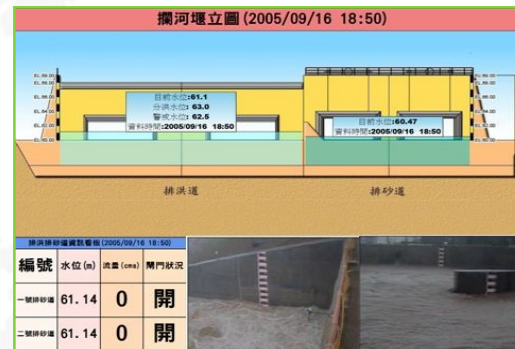 攔河堰立圖(2005/09/16 18:50)
目前水位:61.1
分洪水位: 63.0
警戒水位: 62.5
資料時間:2005/09/16 18:50
目前水位:60.47
資料時間:2005/09/16 18:50
排洪道
排砂道
排洪排砂道資訊看板(2005/09/16 18:50)
編號 水位(m) 流量(cms) 閘門狀況
一號排砂道 61.14 0 開
二號排砂道 61.14 0 開